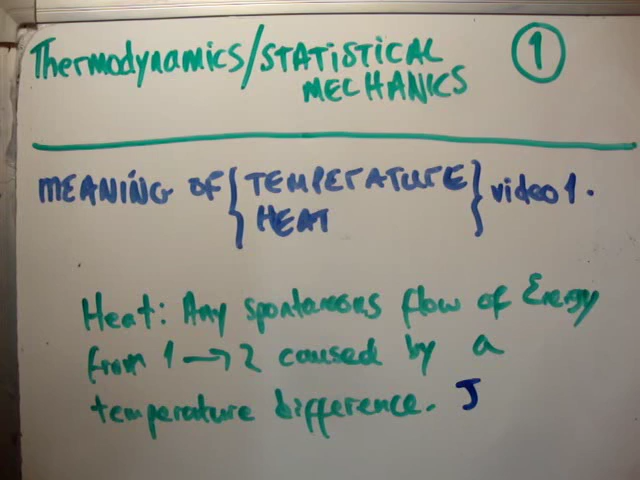 Thermodynamics/STATISTICAL ①
MECHANICS
MEANING OF { TEMPERATURE } video 1.
HEAT
Heat: Any spontanous flow of Energy
from 1 → 2 caused by a
temperature difference. J